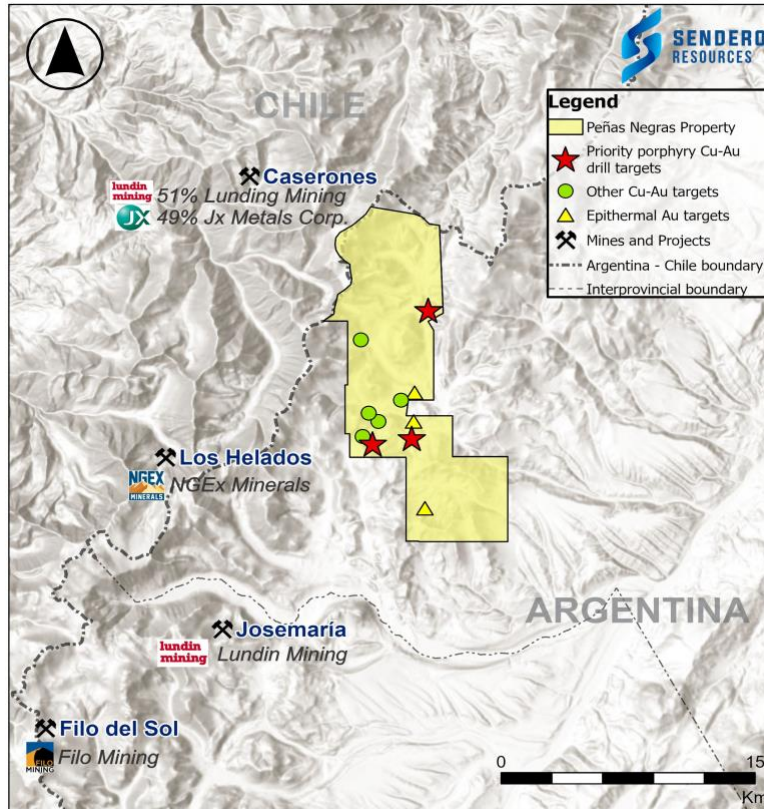 SENDERO
RESOURCES
CHILE
Legend
Peñas Negras Property
Priority porphyry Cu-Au
drill targets
Other Cu-Au targets
Epithermal Au targets
Mines and Projects
Argentina - Chile boundary
Interprovincial boundary
Caserones
lundin
mining
51% Lunding Mining
JX
49% Jx Metals Corp.
Los Helados
NGEX
MINERALS
NGEx Minerals
ARGENTINA
Josemaría
lundin
mining
Lundin Mining
Filo del Sol
FILO
MINING
Filo Mining
0 15
Km